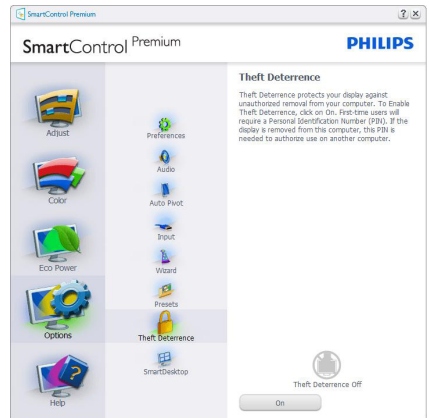 SmartControl Premium
? X
SmartControl Premium
PHILIPS
Adjust
Color
Eco Power
Options
Help
Preferences
Audio
Auto Pivot
Input
Wizard
Presets
Theft Deterrence
SmartDesktop
Theft Deterrence
Theft Deterrence protects your display against
unauthorized removal from your computer. To Enable
Theft Deterrence, click on On. First-time users will
require a Personal Identification Number (PIN). If the
display is removed from this computer, this PIN is
needed to authorize use on another computer.
Theft Deterrence Off
On